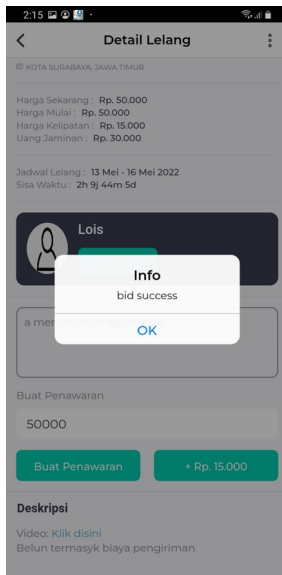 2:15
Detail Lelang
KOTA SURABAYA, JAWA TIMUR
Harga Sekarang : Rp. 50.000
Harga Mulai : Rp. 50.000
Harga Kelipatan : Rp. 15.000
Uang Jaminan : Rp. 30.000
Jadwal Lelang : 13 Mei - 16 Mei 2022
Sisa Waktu : 2h 9j 44m 5d
Lois
Info
bid success
OK
a mer
Buat Penawaran
50000
Buat Penawaran
+ Rp. 15.000
Deskripsi
Video: Klik disini
Belun termasyk biaya pengiriman